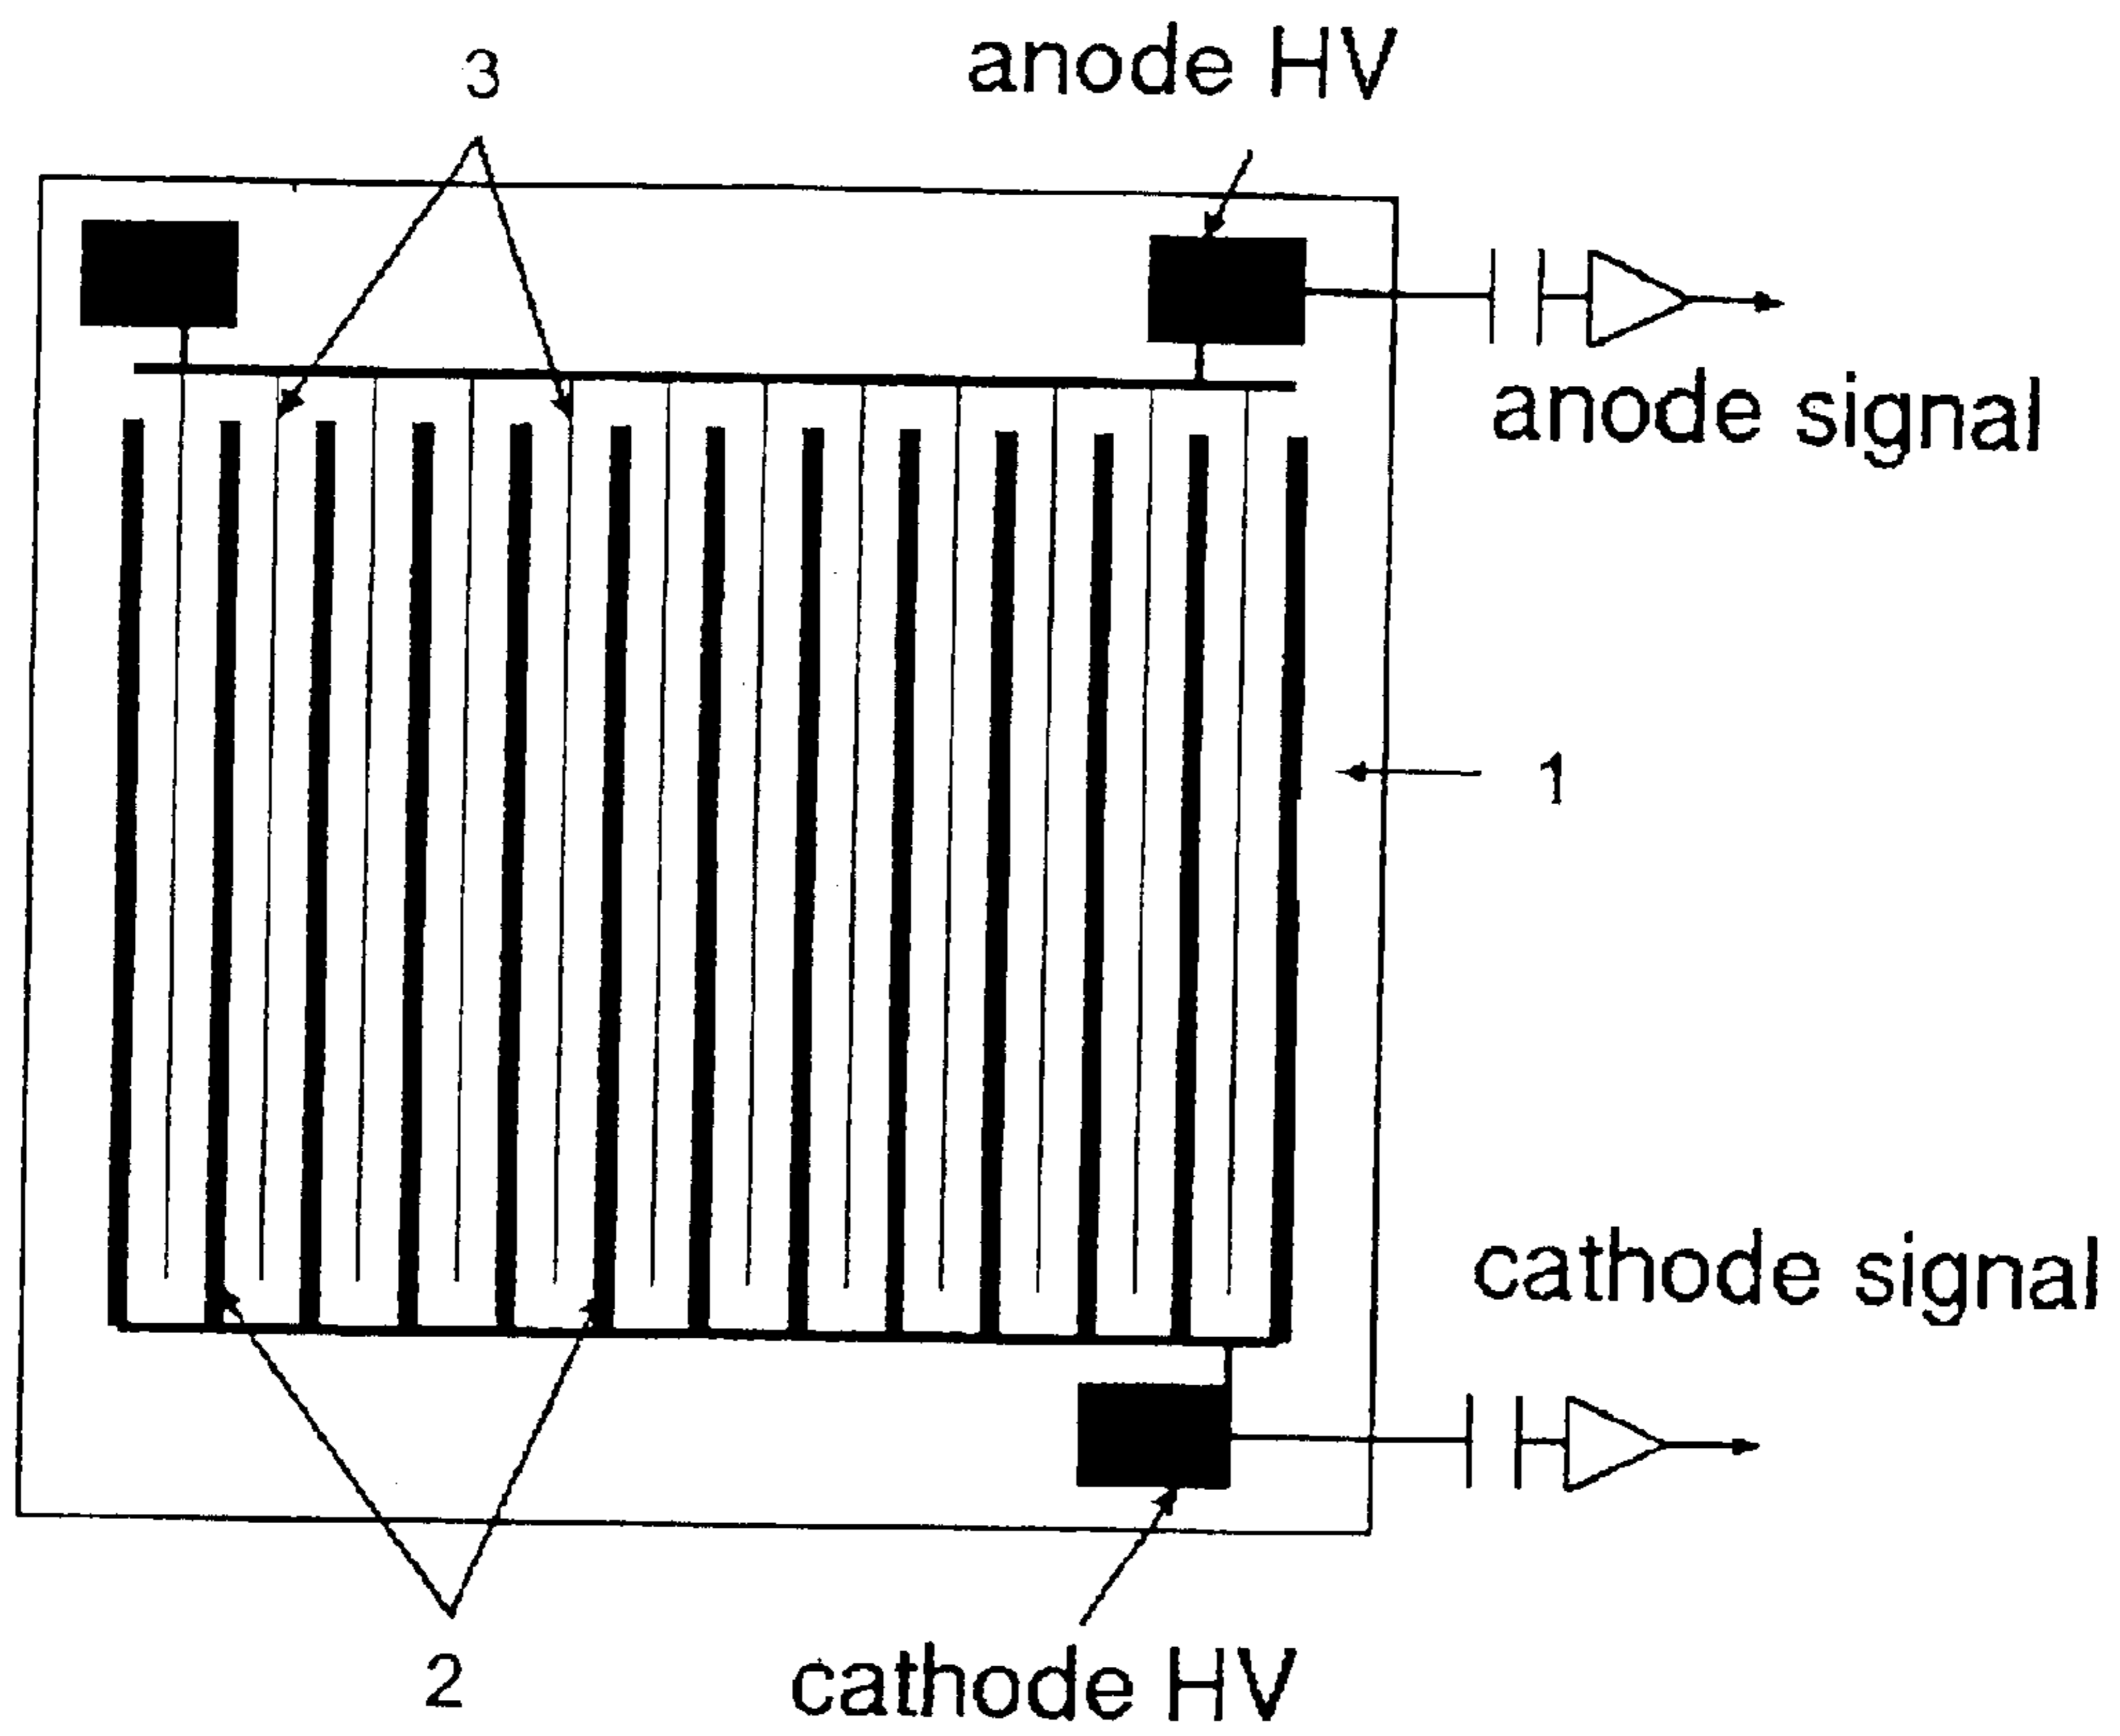 3
anode HV
anode signal
1
cathode signal
2
cathode HV